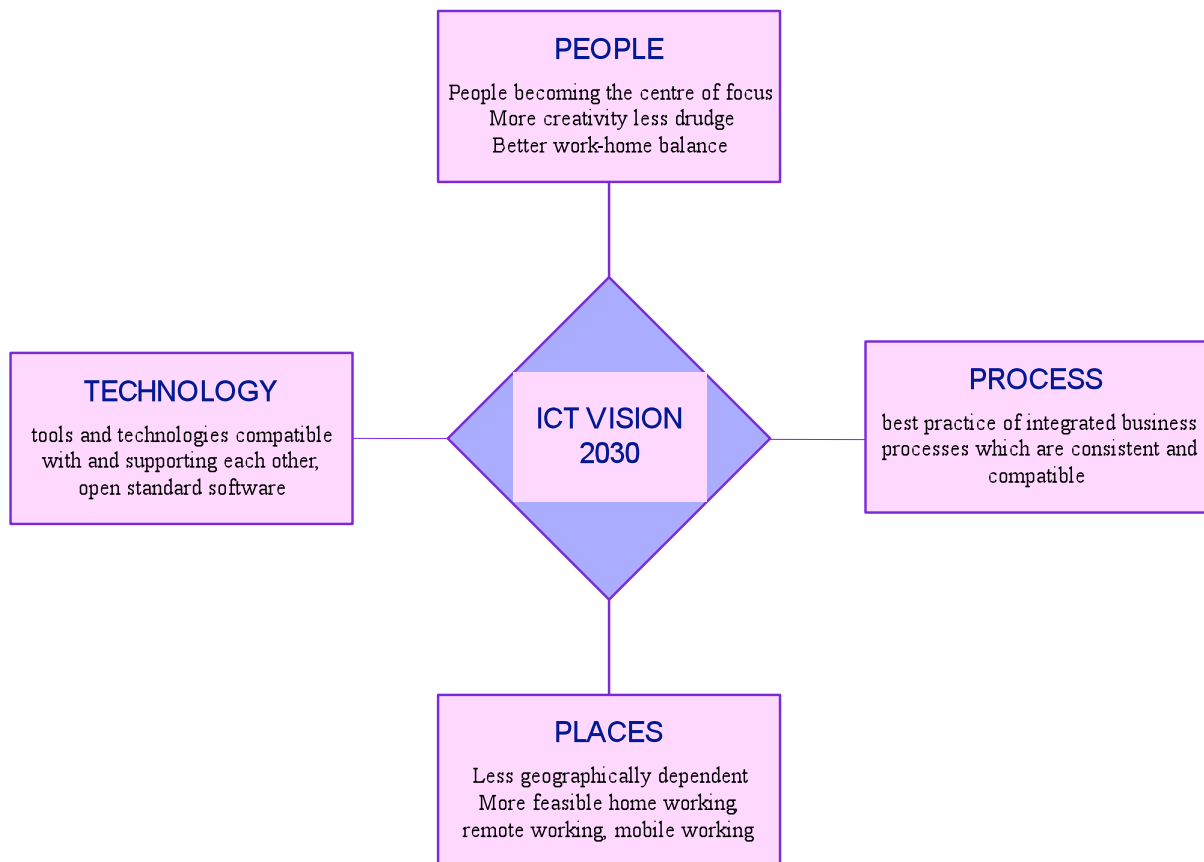 PEOPLE
People becoming the centre of focus
More creativity less drudge
Better work-home balance
TECHNOLOGY
tools and technologies compatible
with and supporting each other,
open standard software
ICT VISION
2030
PROCESS
best practice of integrated business
processes which are consistent and
compatible
PLACES
Less geographically dependent
More feasible home working,
remote working, mobile working